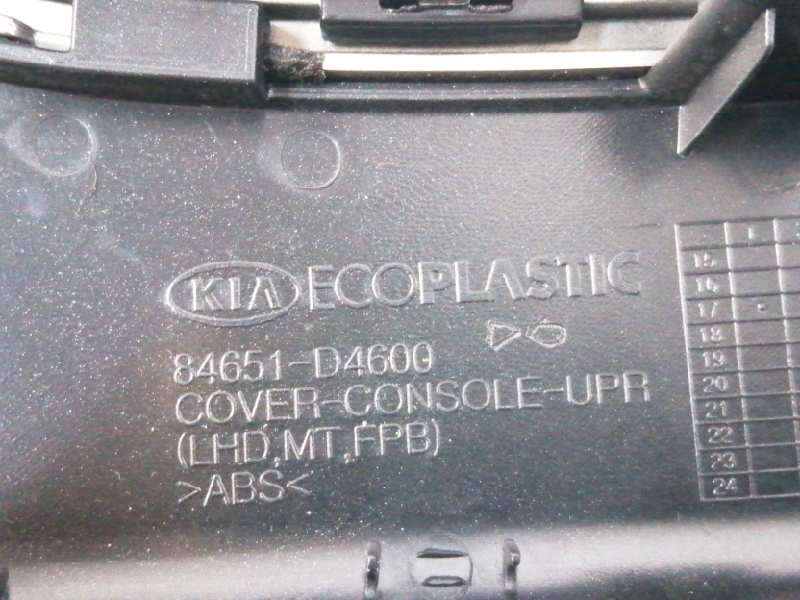 KIA ECOPLASTIC
84651-D4600
COVER-CONSOLE-UPR
(LHD,MT,FPB)
>ABS<
15
16
17
18
19
20
21
22
23
24